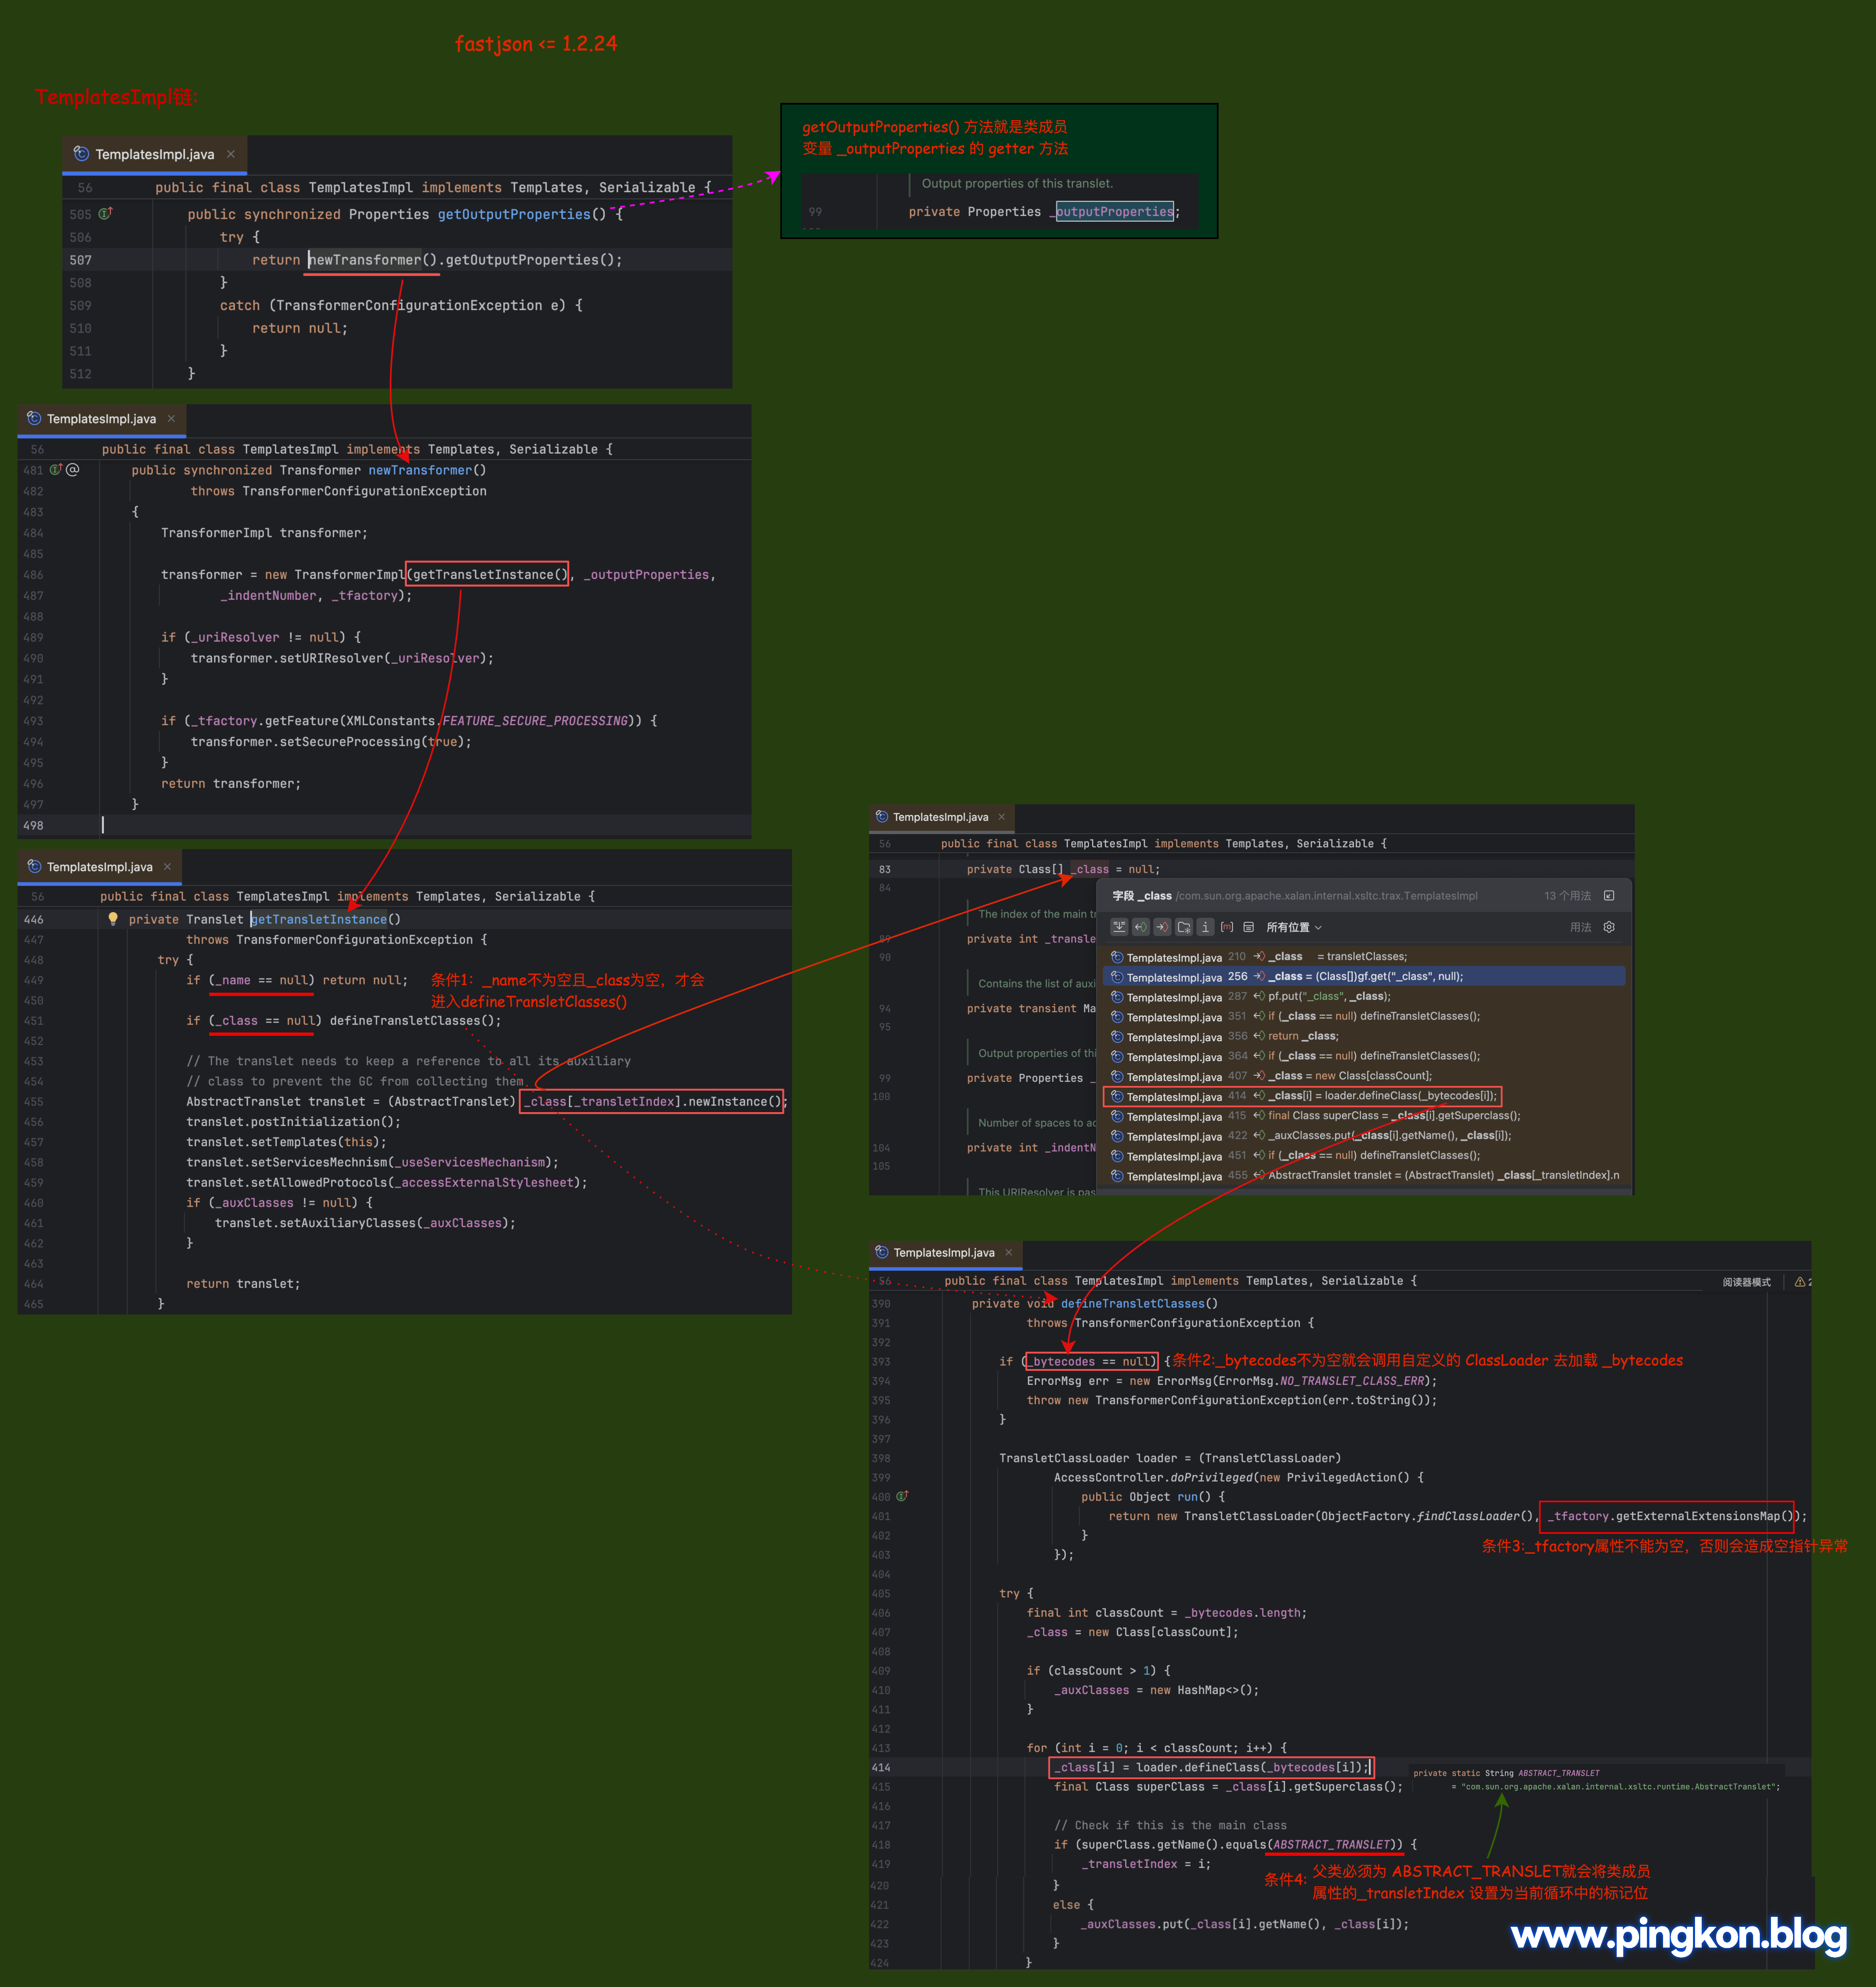 fastjson <= 1.2.24
TemplatesImpl链:
TemplatesImpl.java ×
56 public final class TemplatesImpl implements Templates, Serializable {
505 public synchronized Properties getOutputProperties() {
506 try {
507 return newTransformer().getOutputProperties();
508 }
509 catch (TransformerConfigurationException e) {
510 return null;
511 }
512 }
getOutputProperties() 方法就是类成员
变量 _outputProperties 的 getter 方法
Output properties of this translet.
99 private Properties _outputProperties;
TemplatesImpl.java ×
56 public final class TemplatesImpl implements Templates, Serializable {
481 @ public synchronized Transformer newTransformer()
482 throws TransformerConfigurationException
483 {
484 TransformerImpl transformer;
485
486 transformer = new TransformerImpl(getTransletInstance(), _outputProperties,
487 _indentNumber, _tfactory);
488
489 if (_uriResolver != null) {
490 transformer.setURIResolver(_uriResolver);
491 }
492
493 if (_tfactory.getFeature(XMLConstants.FEATURE_SECURE_PROCESSING)) {
494 transformer.setSecureProcessing(true);
495 }
496 return transformer;
497 }
498
TemplatesImpl.java ×
56 public final class TemplatesImpl implements Templates, Serializable {
446 private Translet getTransletInstance()
447 throws TransformerConfigurationException {
448 try {
449 if (_name == null) return null;
条件1: _name不为空且_class为空，才会
进入defineTransletClasses()
450
451 if (_class == null) defineTransletClasses();
452
453 // The translet needs to keep a reference to all its auxiliary
454 // class to prevent the GC from collecting them
455 AbstractTranslet translet = (AbstractTranslet) _class[_transletIndex].newInstance();
456 translet.postInitialization();
457 translet.setTemplates(this);
458 translet.setServicesMechnism(_useServicesMechanism);
459 translet.setAllowedProtocols(_accessExternalStylesheet);
460 if (_auxClasses != null) {
461 translet.setAuxiliaryClasses(_auxClasses);
462 }
463
464 return translet;
465 }
TemplatesImpl.java ×
56 public final class TemplatesImpl implements Templates, Serializable {
83 private Class[] _class = null;
84
The index of the main tr
89 private int _transle
90
Contains the list of auxi
94 private transient Ma
95
Output properties of thi
99 private Properties _
100
Number of spaces to ad
104 private int _indentN
105
This URIResolver is pas
字段 _class /com.sun.org.apache.xalan.internal.xsltc.trax.TemplatesImpl 13 个用法
所有位置 用法
TemplatesImpl.java 210 _class = transletClasses;
TemplatesImpl.java 256 _class = (Class[])gf.get("_class", null);
TemplatesImpl.java 287 pf.put("_class", _class);
TemplatesImpl.java 351 if (_class == null) defineTransletClasses();
TemplatesImpl.java 356 return _class;
TemplatesImpl.java 364 if (_class == null) defineTransletClasses();
TemplatesImpl.java 407 _class = new Class[classCount];
TemplatesImpl.java 414 _class[i] = loader.defineClass(_bytecodes[i]);
TemplatesImpl.java 415 final Class superClass = _class[i].getSuperclass();
TemplatesImpl.java 422 _auxClasses.put(_class[i].getName(), _class[i]);
TemplatesImpl.java 451 if (_class == null) defineTransletClasses();
TemplatesImpl.java 455 AbstractTranslet translet = (AbstractTranslet) _class[_transletIndex].n
TemplatesImpl.java ×
56 public final class TemplatesImpl implements Templates, Serializable {
阅读器模式 2
390 private void defineTransletClasses()
391 throws TransformerConfigurationException {
392
393 if (_bytecodes == null) { 条件2:_bytecodes不为空就会调用自定义的 ClassLoader 去加载 _bytecodes
394 ErrorMsg err = new ErrorMsg(ErrorMsg.NO_TRANSLET_CLASS_ERR);
395 throw new TransformerConfigurationException(err.toString());
396 }
397
398 TransletClassLoader loader = (TransletClassLoader)
399 AccessController.doPrivileged(new PrivilegedAction() {
400 public Object run() {
401 return new TransletClassLoader(ObjectFactory.findClassLoader(), _tfactory.getExternalExtensionsMap());
402 }
条件3:_tfactory属性不能为空，否则会造成空指针异常
403 });
404
405 try {
406 final int classCount = _bytecodes.length;
407 _class = new Class[classCount];
408
409 if (classCount > 1) {
410 _auxClasses = new HashMap<>();
411 }
412
413 for (int i = 0; i < classCount; i++) {
414 _class[i] = loader.defineClass(_bytecodes[i]);
private static String ABSTRACT_TRANSLET
= "com.sun.org.apache.xalan.internal.xsltc.runtime.AbstractTranslet";
415 final Class superClass = _class[i].getSuperclass();
416
417 // Check if this is the main class
418 if (superClass.getName().equals(ABSTRACT_TRANSLET)) {
419 _transletIndex = i;
条件4: 父类必须为 ABSTRACT_TRANSLET就会将类成员
属性的_transletIndex 设置为当前循环中的标记位
420 }
421 else {
422 _auxClasses.put(_class[i].getName(), _class[i]);
423 }
424 }
www.pingkon.blog